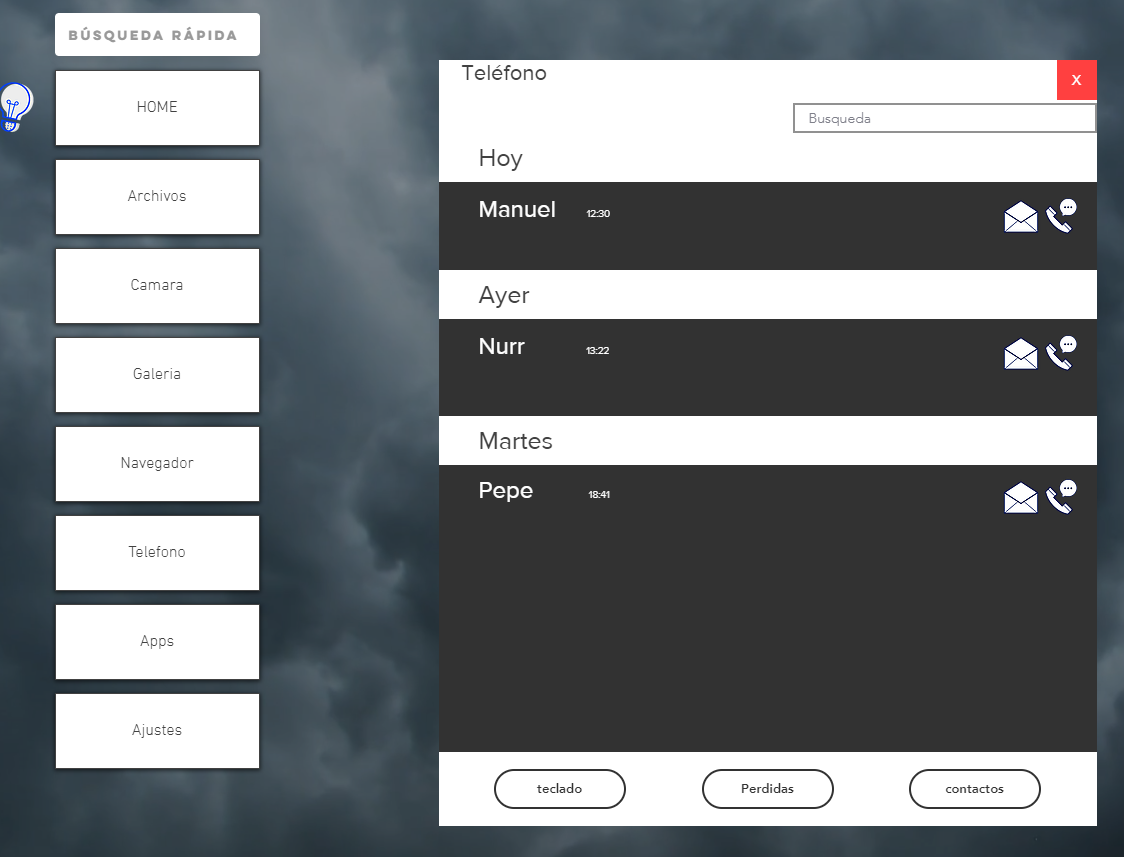 BÚSQUEDA RÁPIDA
HOME
Archivos
Camara
Galeria
Navegador
Telefono
Apps
Ajustes
Teléfono
X
Busqueda
Hoy
Manuel 12:30
Ayer
Nurr 13:22
Martes
Pepe 18:41
teclado
Perdidas
contactos